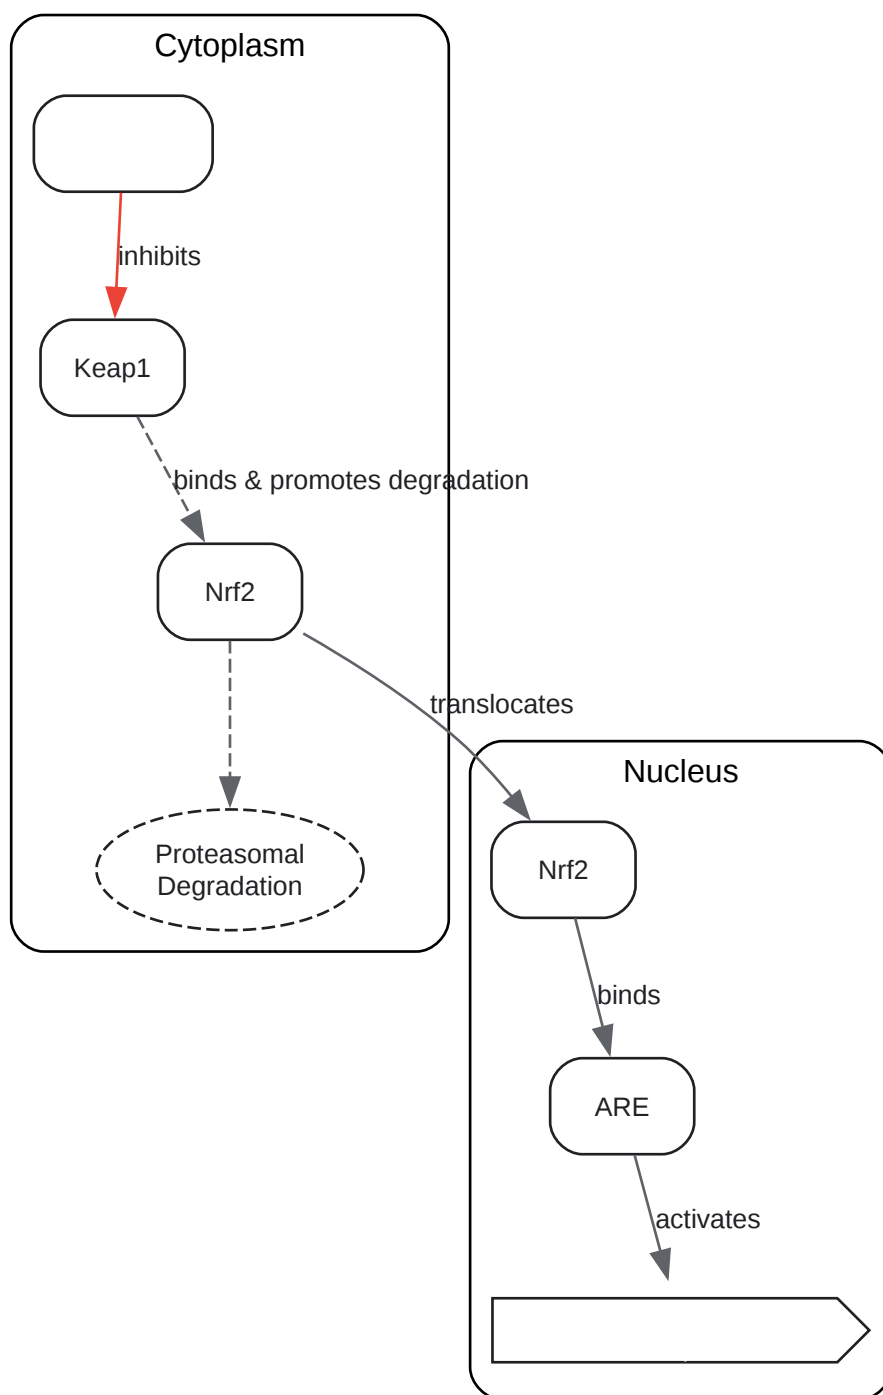 Cytoplasm
inhibits
Keap1
binds & promotes degradation
Nrf2
translocates
Nucleus
Proteasomal
Degradation
Nrf2
binds
ARE
activates